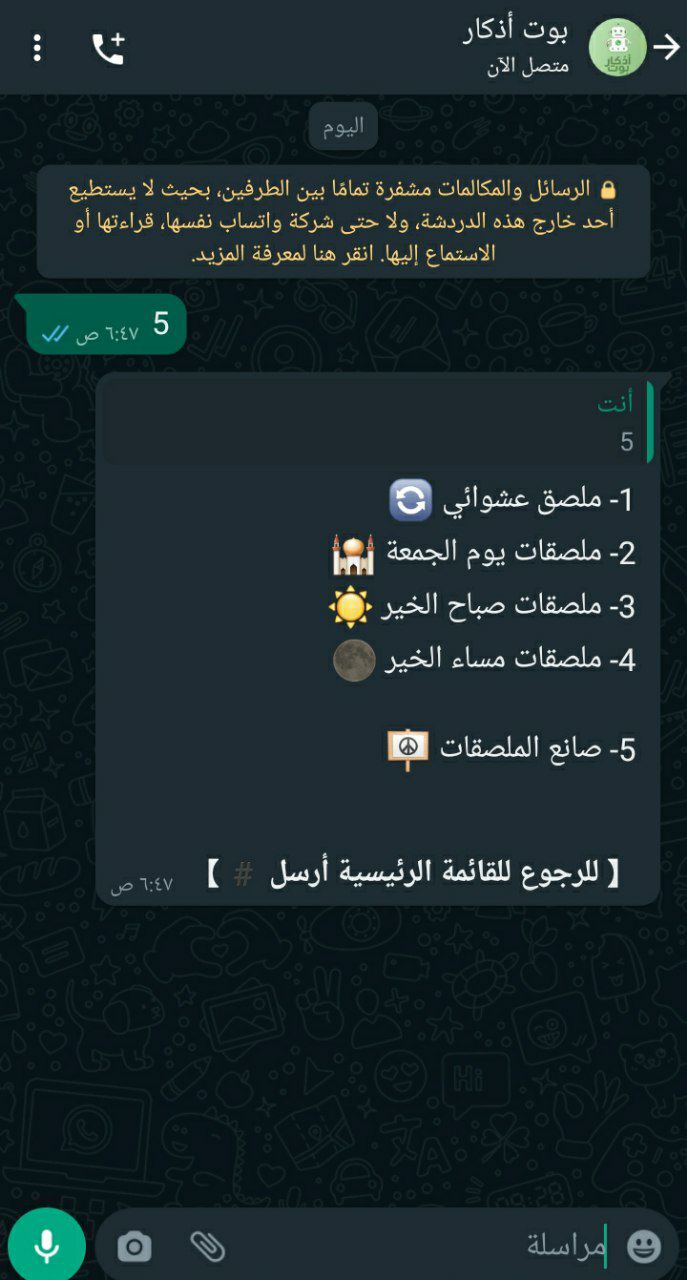 بوت أذكار
متصل الآن
أذكار
بوت
اليوم
الرسائل والمكالمات مشفرة تمامًا بين الطرفين، بحيث لا يستطيع
أحد خارج هذه الدردشة، ولا حتى شركة واتساب نفسها، قراءتها أو
الاستماع إليها. انقر هنا لمعرفة المزيد.
5
٦:٤٧ ص
أنت
5
1- ملصق عشوائي
2- ملصقات يوم الجمعة
3- ملصقات صباح الخير
4- ملصقات مساء الخير
5- صانع الملصقات
【 للرجوع للقائمة الرئيسية أرسل # 】
٦:٤٧ ص
مراسلة